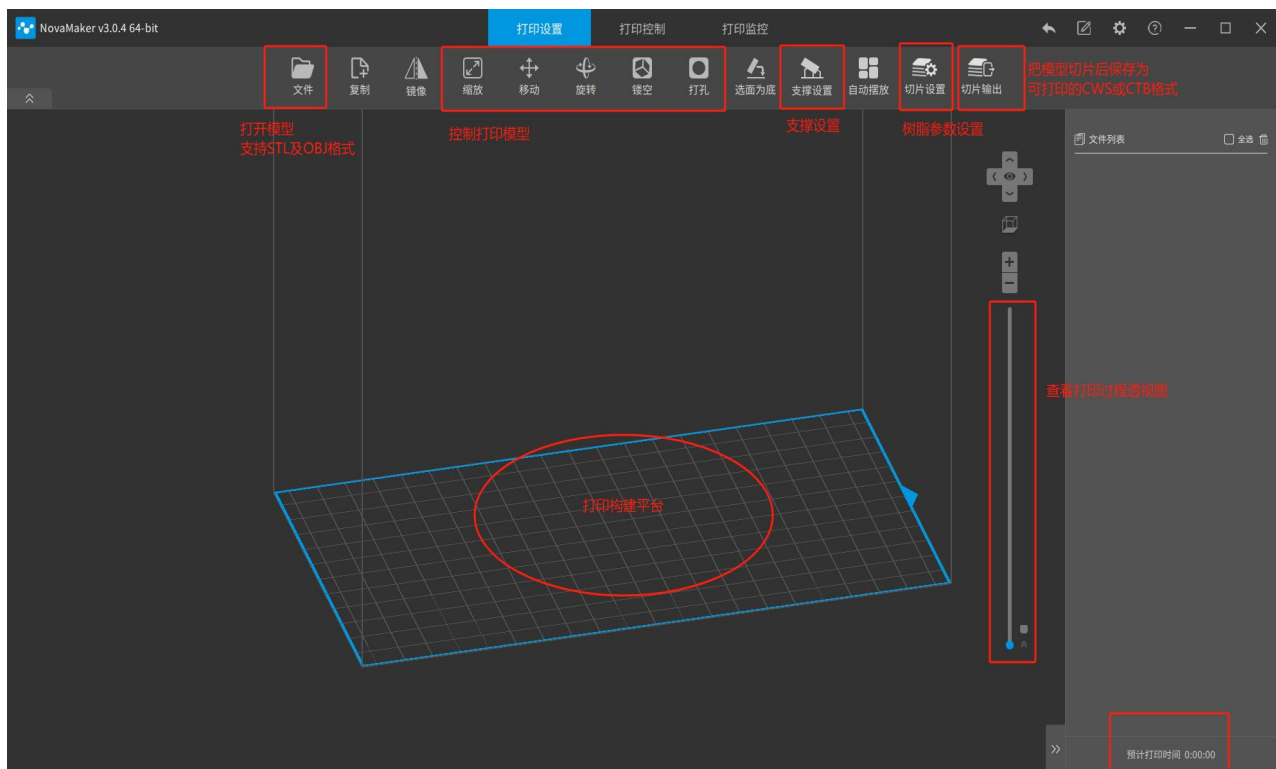 NovaMaker v3.0.4 64-bit
打印设置
打印控制
打印监控
文件
复制
镜像
缩放
移动
旋转
镂空
打孔
选面为底
支撑设置
自动摆放
切片设置
切片输出
把模型切片后保存为
可打印的CWS或CTB格式
打开模型
支持STL及OBJ格式
控制打印模型
支撑设置
树脂参数设置
文件列表
全选
查看打印过程透视图
打印构建平台
预计打印时间 0:00:00